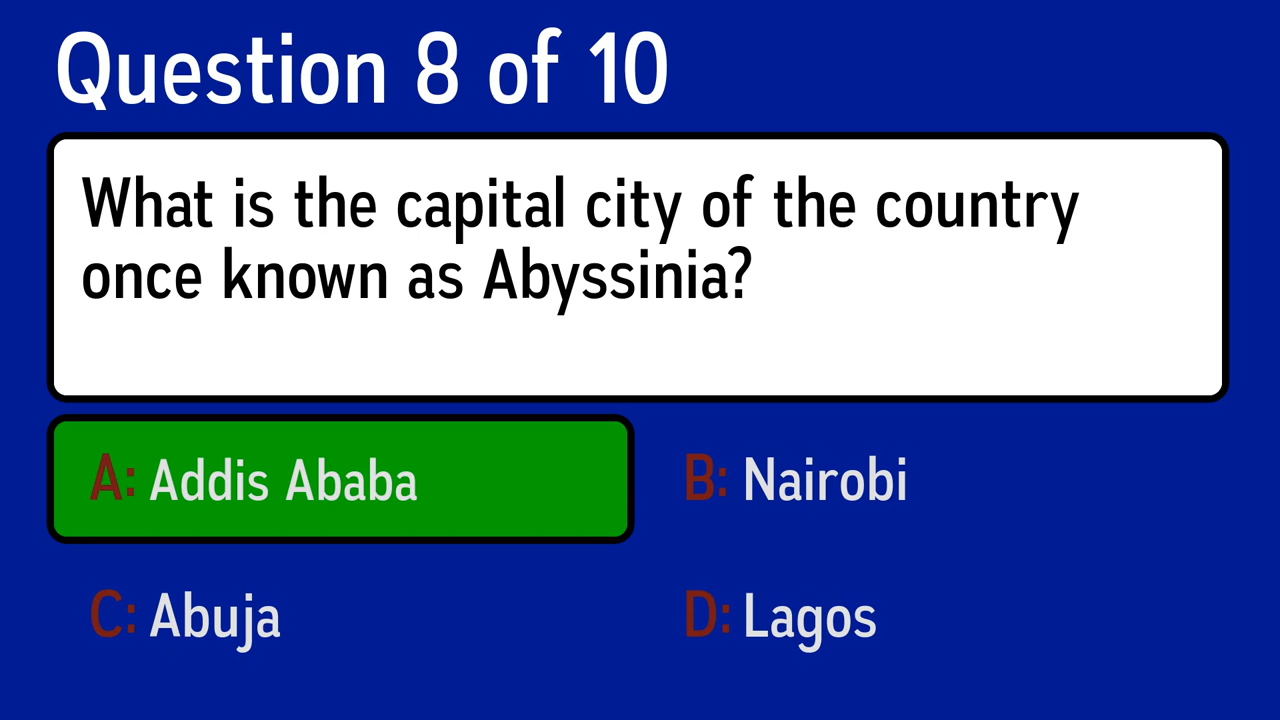 Question 8 of 10
What is the capital city of the country
once known as Abyssinia?
A: Addis Ababa
B: Nairobi
C: Abuja
D: Lagos